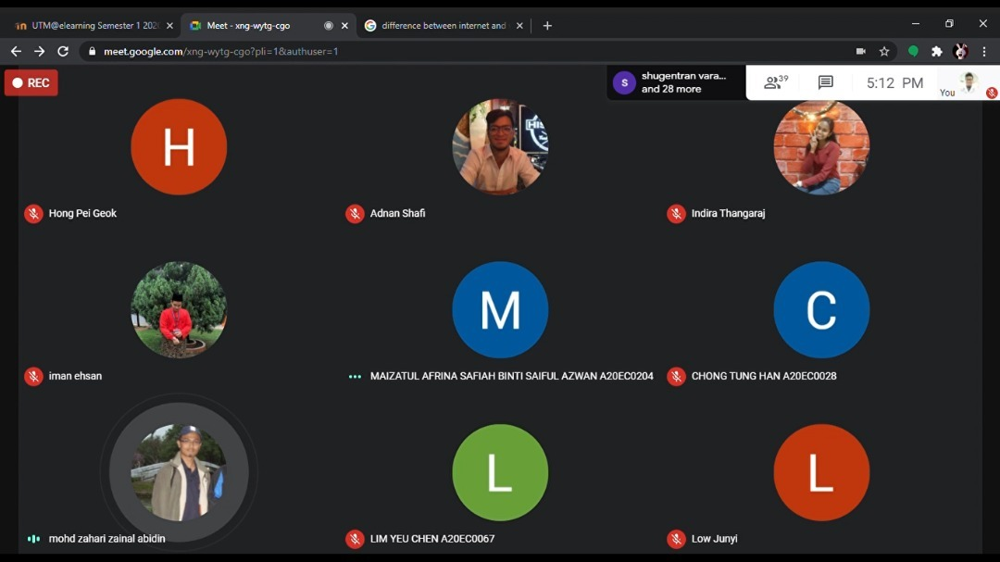 UTM@elearning Semester 1 202
Meet - xng-wytg-cgo
difference between internet and
meet.google.com/xng-wytg-cgo?pli=1&authuser=1
REC
S
shugentran vara...
and 28 more
39
5:12 PM
You
H
Hong Pei Geok
Adnan Shafi
Indira Thangaraj
iman ehsan
M
MAIZATUL AFRINA SAFIAH BINTI SAIFUL AZWAN A20EC0204
C
CHONG TUNG HAN A20EC0028
mohd zahari zainal abidin
L
LIM YEU CHEN A20EC0067
L
Low Junyi